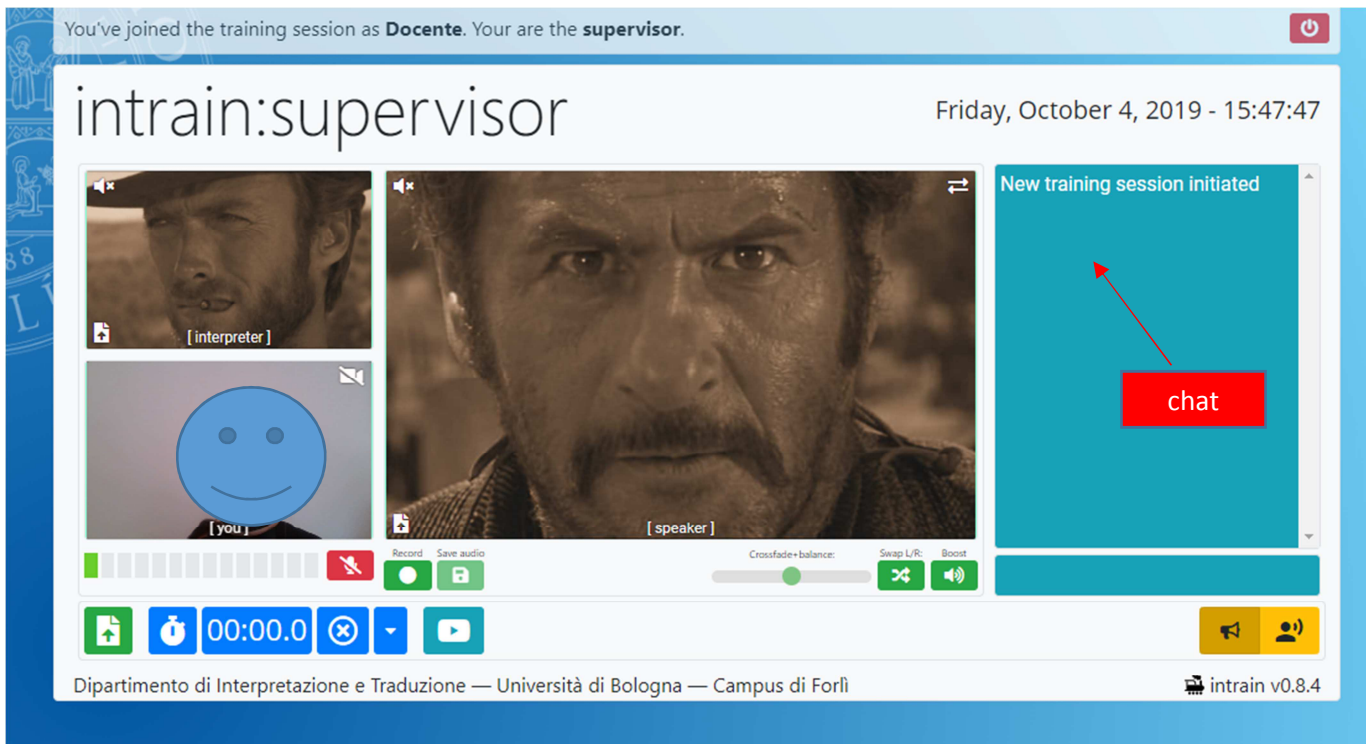 You've joined the training session as Docente. Your are the supervisor.
intrain:supervisor
Friday, October 4, 2019 - 15:47:47
[ interpreter ]
[ you ]
[ speaker ]
New training session initiated
chat
Record
Save audio
Crossfade+balance:
Swap L/R:
Boost
00:00.0
Dipartimento di Interpretazione e Traduzione — Università di Bologna — Campus di Forlì
intrain v0.8.4
88
L